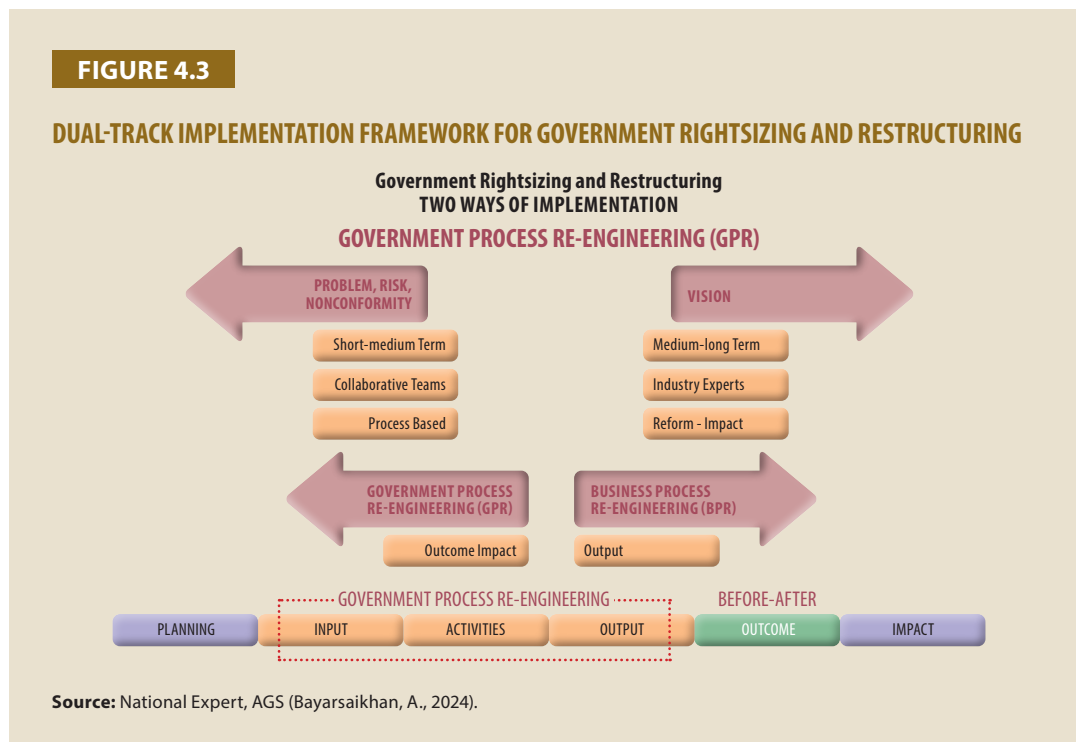 FIGURE 4.3
DUAL-TRACK IMPLEMENTATION FRAMEWORK FOR GOVERNMENT RIGHTSIZING AND RESTRUCTURING
Government Rightsizing and Restructuring
TWO WAYS OF IMPLEMENTATION
GOVERNMENT PROCESS RE-ENGINEERING (GPR)
PROBLEM, RISK,
NONCONFORMITY
Short-medium Term
Collaborative Teams
Process Based
VISION
Medium-long Term
Industry Experts
Reform - Impact
GOVERNMENT PROCESS
RE-ENGINEERING (GPR)
Outcome Impact
BUSINESS PROCESS
RE-ENGINEERING (BPR)
Output
GOVERNMENT PROCESS RE-ENGINEERING
BEFORE-AFTER
PLANNING
INPUT
ACTIVITIES
OUTPUT
OUTCOME
IMPACT
Source: National Expert, AGS (Bayarsaikhan, A., 2024).